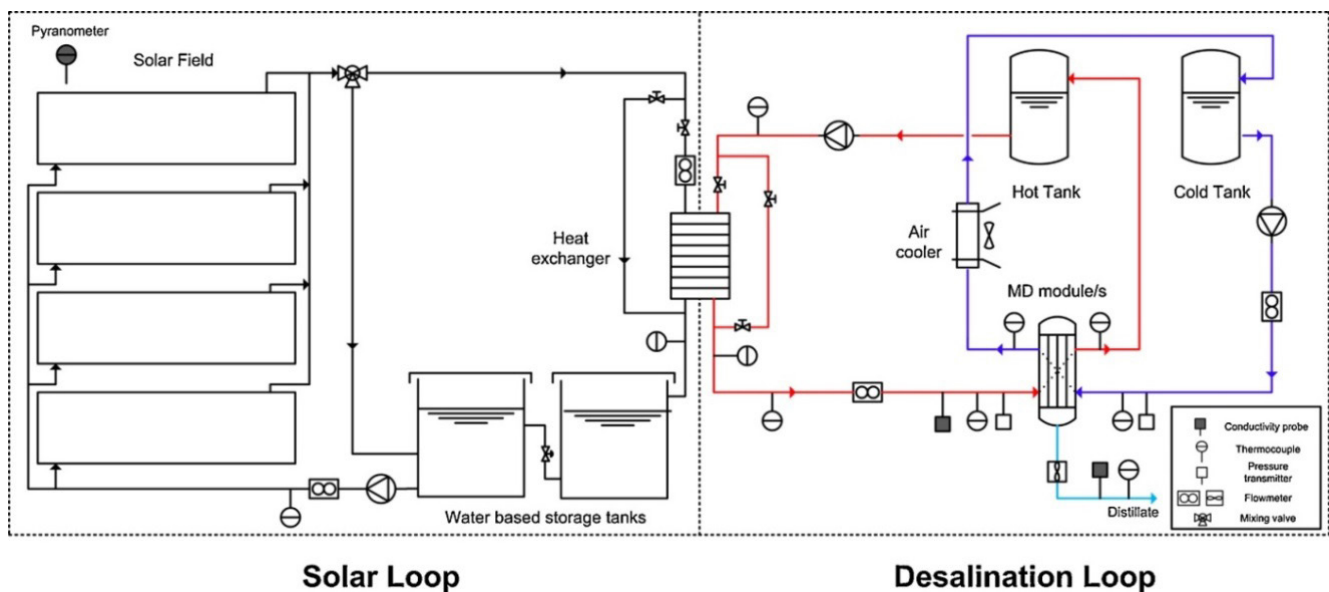 Pyranometer
Solar Field
Heat
exchanger
Water based storage tanks
Hot Tank
Cold Tank
Air
cooler
MD module/s
Distillate
Conductivity probe
Thermocouple
Pressure
transmitter
Flowmeter
Mixing valve
Solar Loop
Desalination Loop